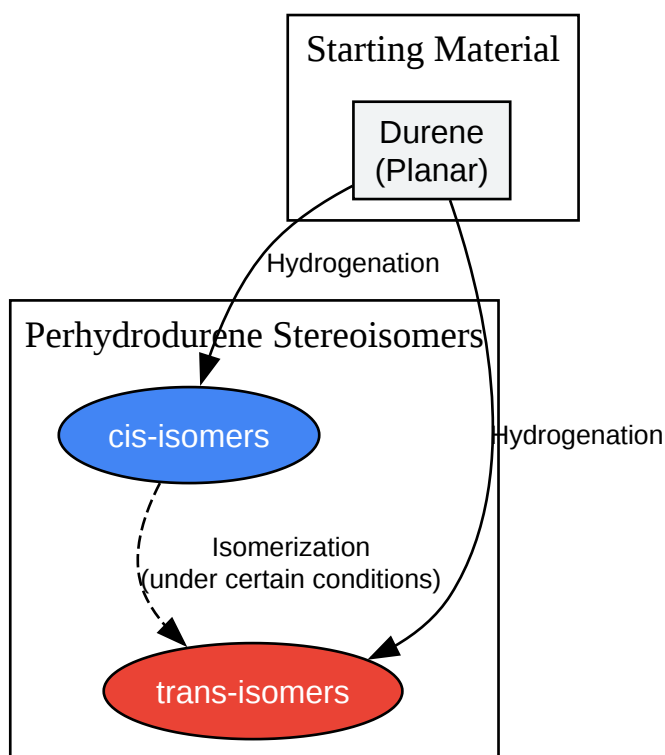 Starting Material
Durene
(Planar)
Hydrogenation
Perhydrodurene Stereoisomers
cis-isomers
Hydrogenation
Isomerization
(under certain conditions)
trans-isomers